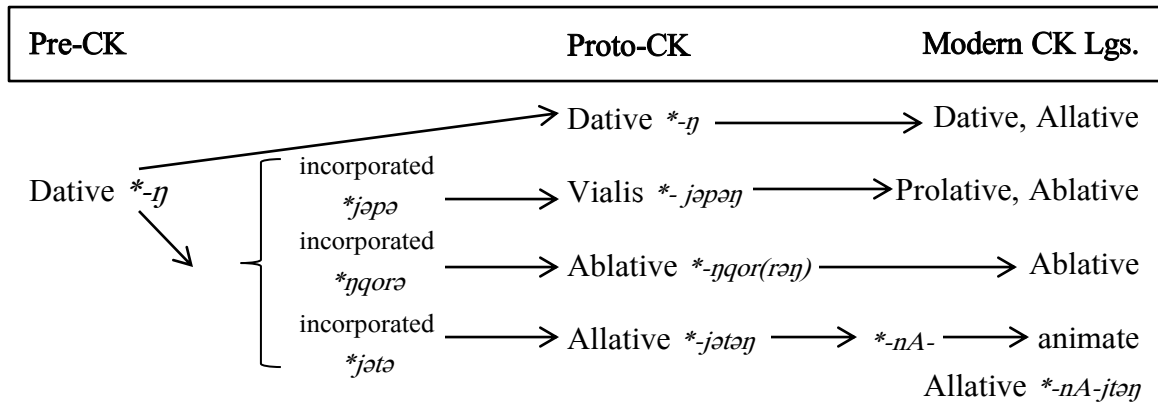 Pre-CK Proto-CK Modern CK Lgs.
Dative *-ŋ Dative, Allative
incorporated
Dative *-ŋ *jəpə Vialis *- jəpəŋ Prolative, Ablative
incorporated
*ŋqorə Ablative *-ŋqor(rəŋ) Ablative
incorporated
*jətə Allative *-jətəŋ *-nA- animate
Allative *-nA-jtəŋ